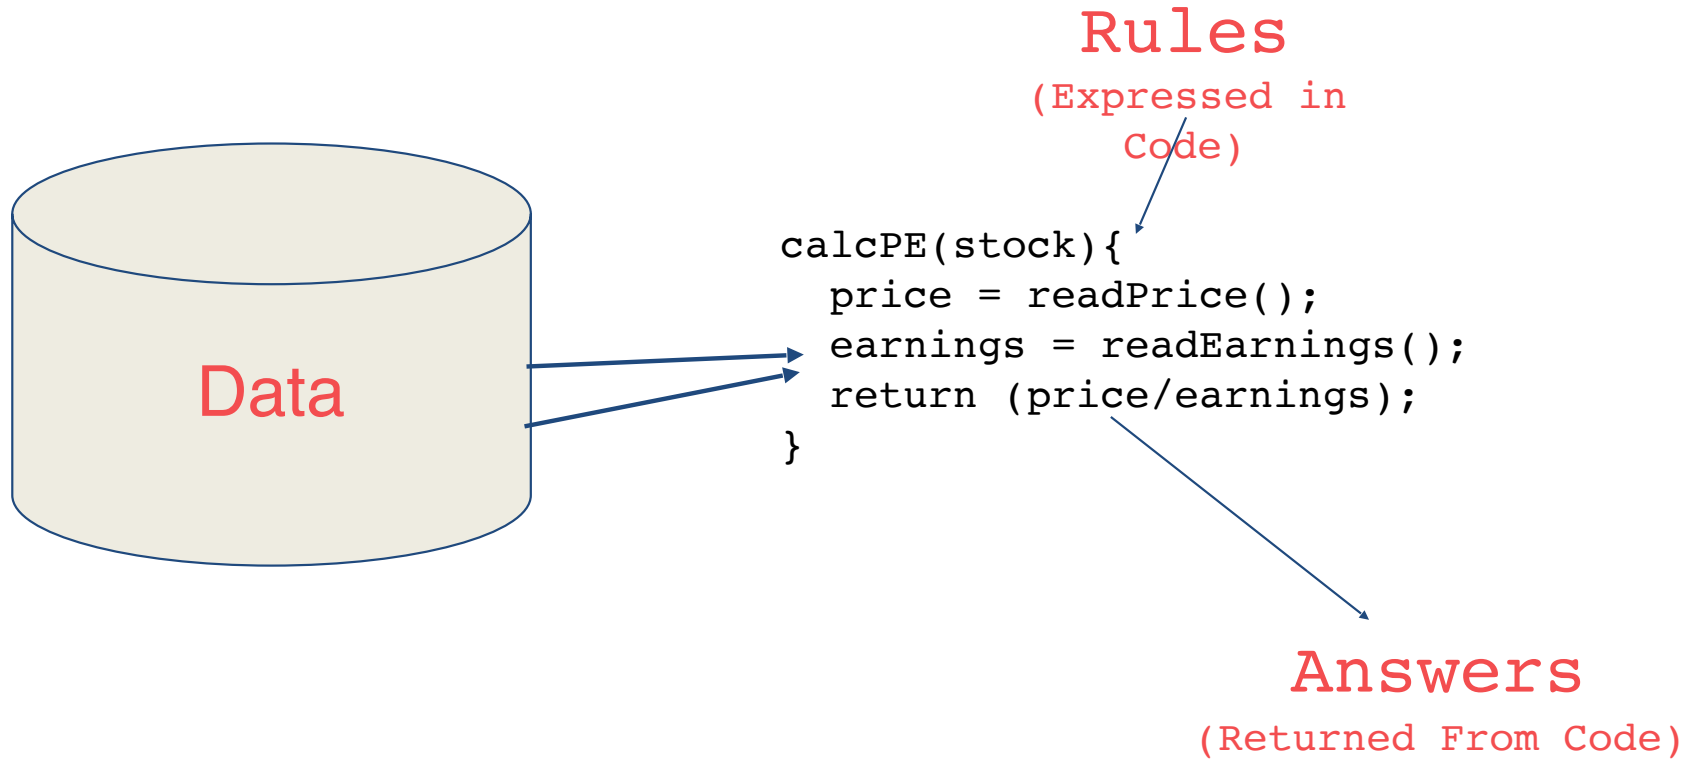 Rules
(Expressed in
Code)
calcPE(stock){
  price = readPrice();
  earnings = readEarnings();
  return (price/earnings);
}
Data
Answers
(Returned From Code)